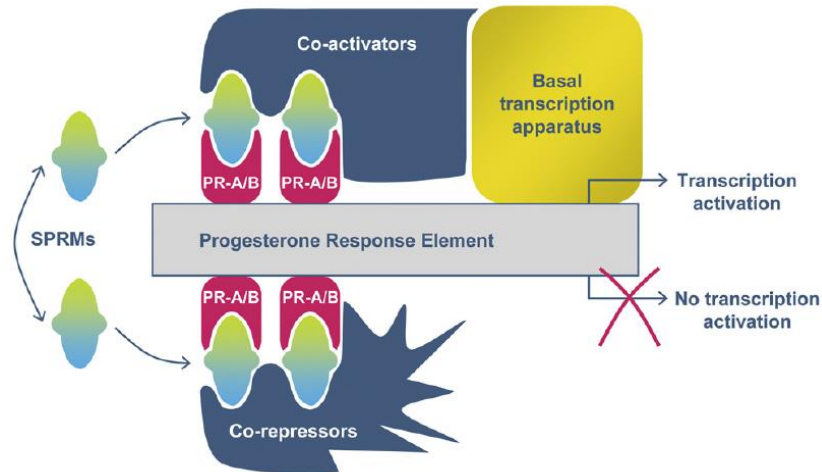 Co-activators
Basal
transcription
apparatus
PR-A/B
PR-A/B
Transcription
activation
SPRMs
Progesterone Response Element
PR-A/B
PR-A/B
No transcription
activation
Co-repressors